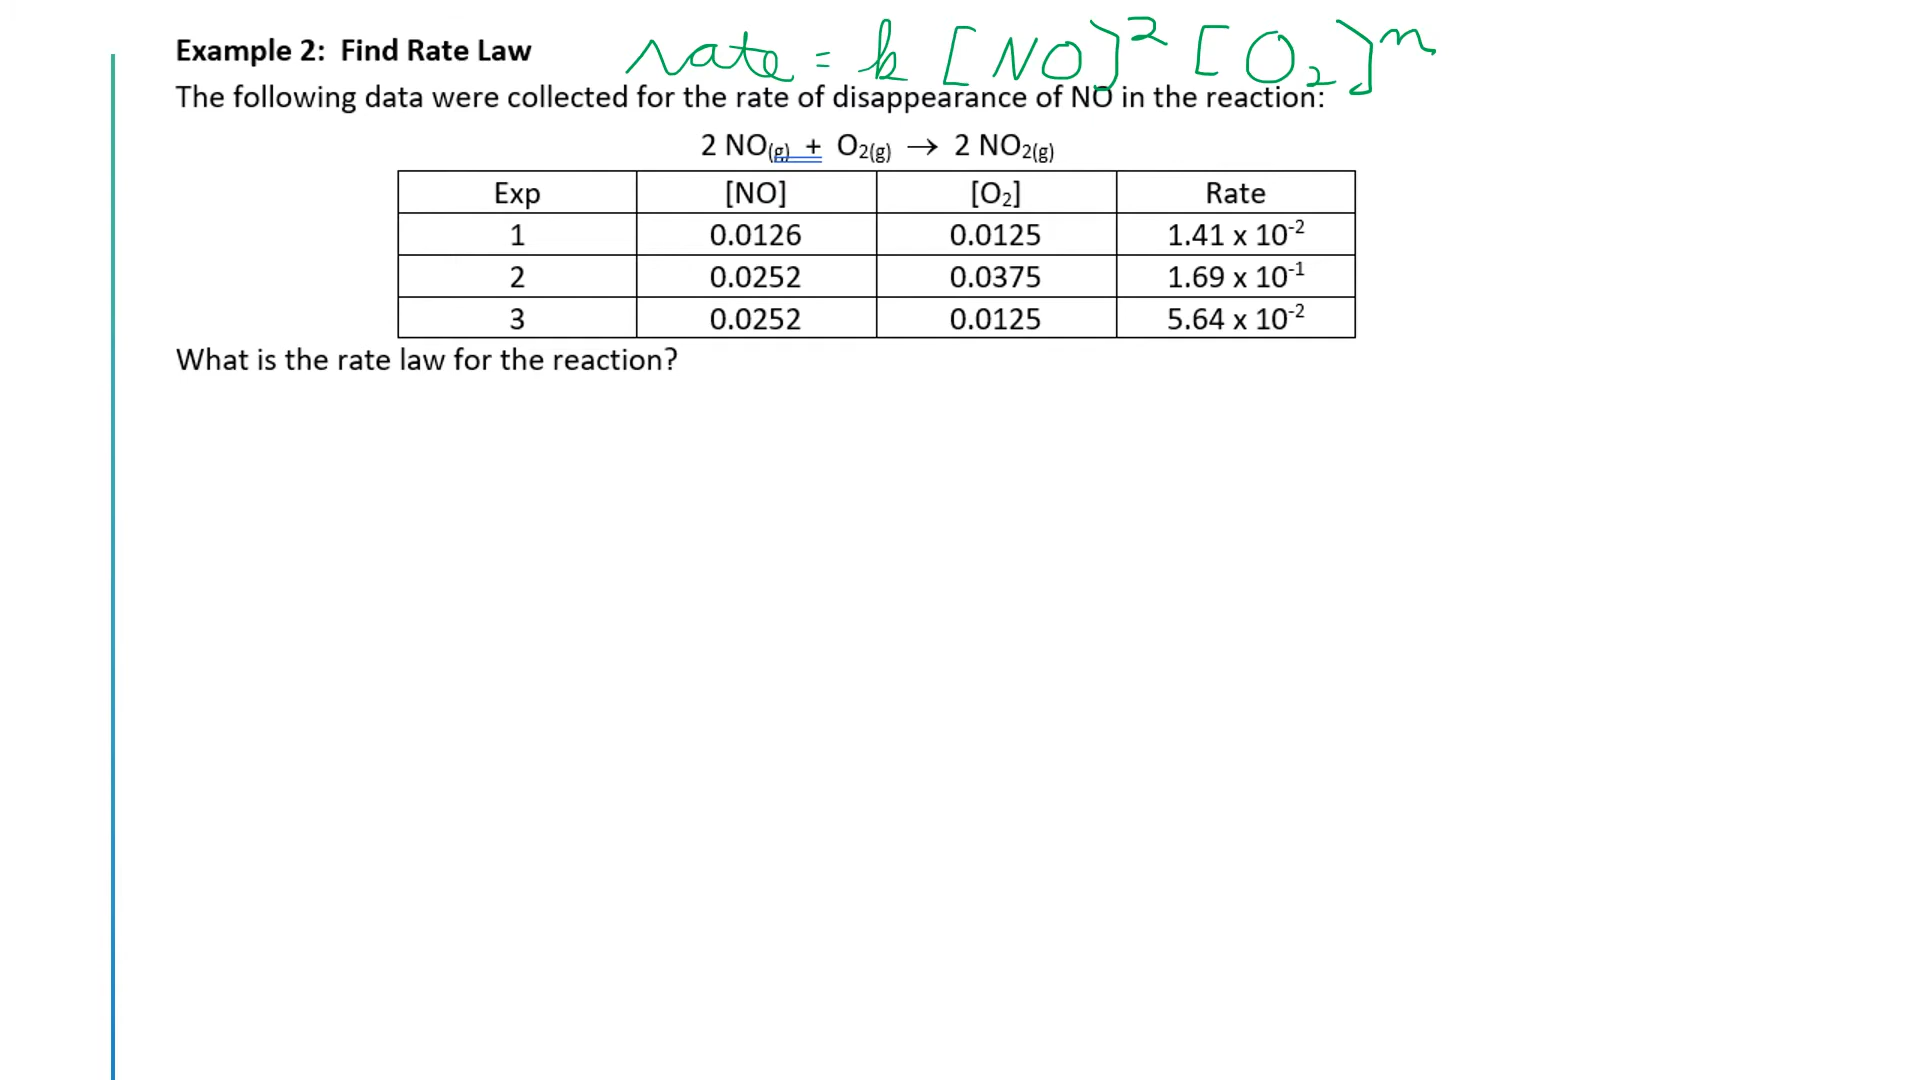 Example 2: Find Rate Law
rate = k [NO]² [O₂]ⁿ
The following data were collected for the rate of disappearance of NO in the reaction:
2 NO(g) + O2(g) → 2 NO2(g)
Exp [NO] [O₂] Rate
1 0.0126 0.0125 1.41 x 10⁻²
2 0.0252 0.0375 1.69 x 10⁻¹
3 0.0252 0.0125 5.64 x 10⁻²
What is the rate law for the reaction?